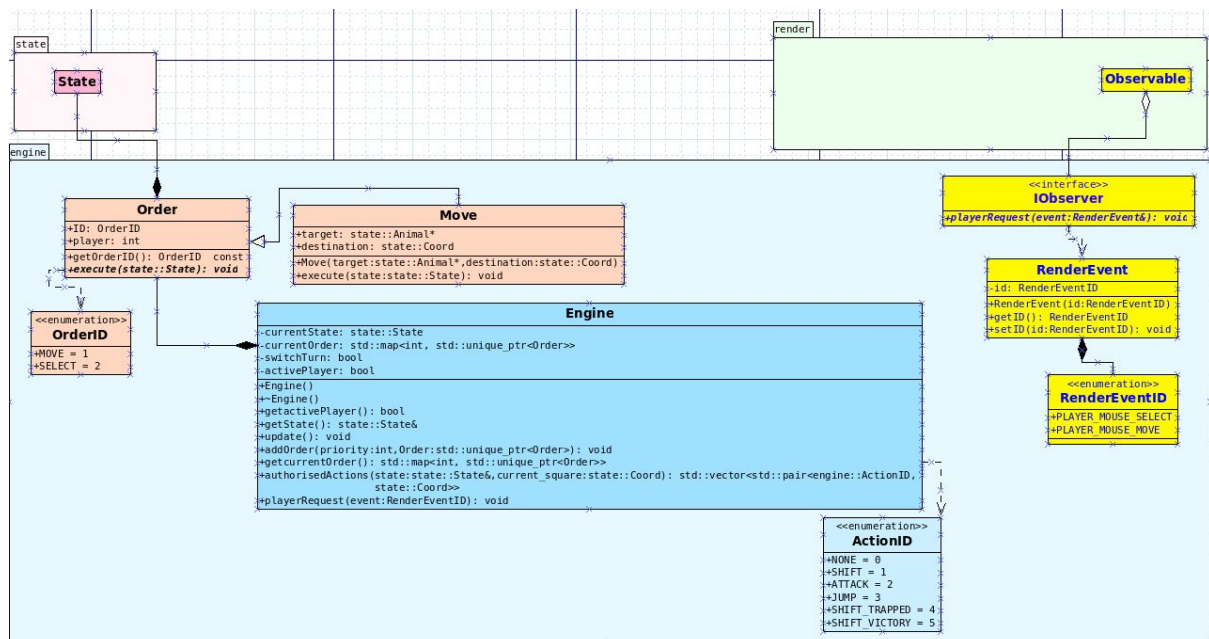 state
State
render
Observable
engine
Order
+ID: OrderID
+player: int
+getOrderID(): OrderID const
+execute(state::State): void
Move
+target: state::Animal*
+destination: state::Coord
+Move(target:state::Animal*,destination:state::Coord)
+execute(state:state::State): void
<<interface>>
IObserver
+playerRequest(event:RenderEvent&): void
<<enumeration>>
OrderID
+MOVE = 1
+SELECT = 2
RenderEvent
-id: RenderEventID
+RenderEvent(id:RenderEventID)
+getID(): RenderEventID
+setID(id:RenderEventID): void
Engine
-currentState: state::State
-currentOrder: std::map<int, std::unique_ptr<Order>>
-switchTurn: bool
-activePlayer: bool
+Engine()
+~Engine()
+getactivePlayer(): bool
+getState(): state::State&
+update(): void
+addOrder(priority:int,Order:std::unique_ptr<Order>): void
+getcurrentOrder(): std::map<int, std::unique_ptr<Order>>
+authorisedActions(state:state::State&,current_square:state::Coord): std::vector<std::pair<engine::ActionID,
state::Coord>>
+playerRequest(event:RenderEventID): void
<<enumeration>>
RenderEventID
+PLAYER_MOUSE_SELECT
+PLAYER_MOUSE_MOVE
<<enumeration>>
ActionID
+NONE = 0
+SHIFT = 1
+ATTACK = 2
+JUMP = 3
+SHIFT_TRAPPED = 4
+SHIFT_VICTORY = 5